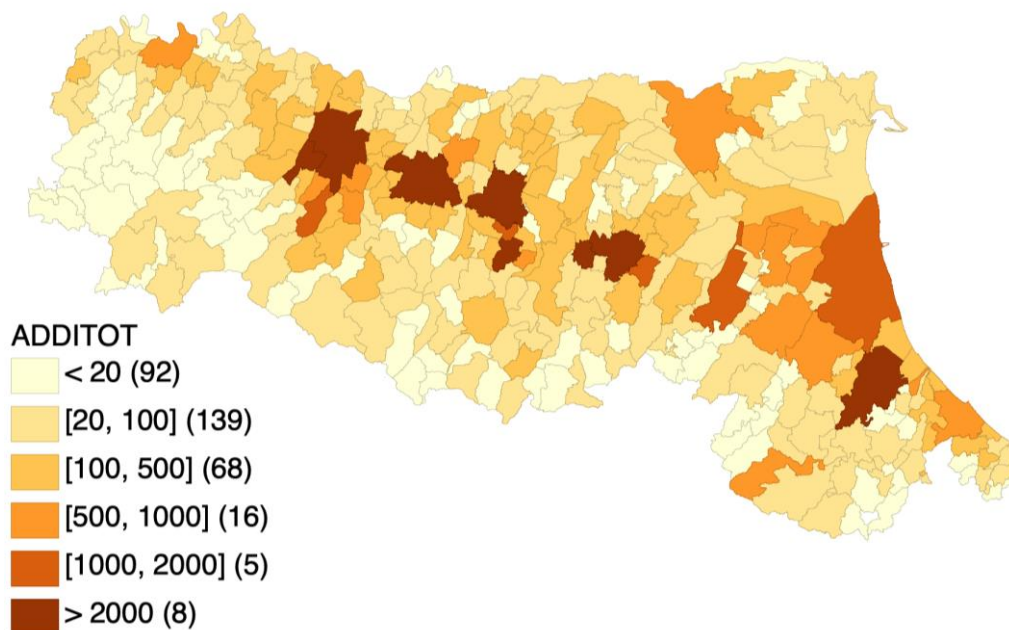 ADDITOT
< 20 (92)
[20, 100] (139)
[100, 500] (68)
[500, 1000] (16)
[1000, 2000] (5)
> 2000 (8)